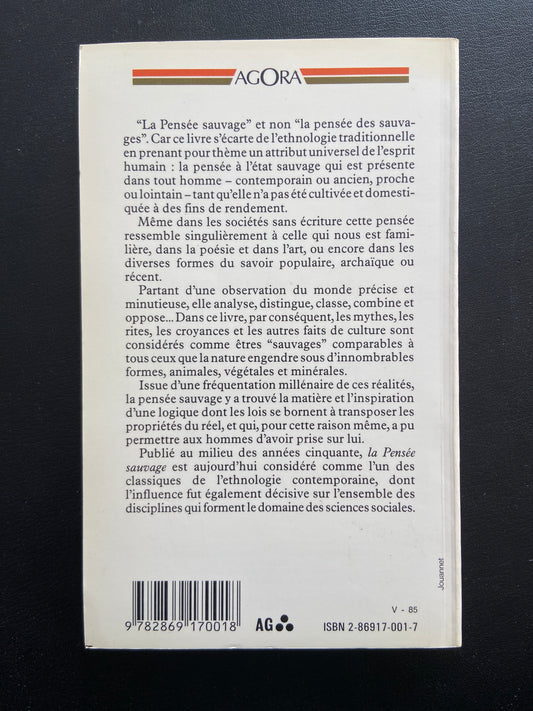 AGORA
"La Pensée sauvage" et non "la pensée des sauva-
ges". Car ce livre s'écarte de l'ethnologie traditionnelle
en prenant pour thème un attribut universel de l'esprit
humain : la pensée à l'état sauvage qui est présente
dans tout homme – contemporain ou ancien, proche
ou lointain – tant qu'elle n'a pas été cultivée et domesti-
quée à des fins de rendement.
Même dans les sociétés sans écriture cette pensée
ressemble singulièrement à celle qui nous est fami-
lière, dans la poésie et dans l'art, ou encore dans les
diverses formes du savoir populaire, archaïque ou
récent.
Partant d'une observation du monde précise et
minutieuse, elle analyse, distingue, classe, combine et
oppose... Dans ce livre, par conséquent, les mythes, les
rites, les croyances et les autres faits de culture sont
considérés comme êtres "sauvages" comparables à
tous ceux que la nature engendre sous d'innombrables
formes, animales, végétales et minérales.
Issue d'une fréquentation millénaire de ces réalités,
la pensée sauvage y a trouvé la matière et l'inspiration
d'une logique dont les lois se bornent à transposer les
propriétés du réel, et qui, pour cette raison même, a pu
permettre aux hommes d'avoir prise sur lui.
Publié au milieu des années cinquante, la Pensée
sauvage est aujourd'hui considéré comme l'un des
classiques de l'ethnologie contemporaine, dont
l'influence fut également décisive sur l'ensemble des
disciplines qui forment le domaine des sciences sociales.
Jouannet
V - 85
9 782869 170018
AG
ISBN 2-86917-001-7